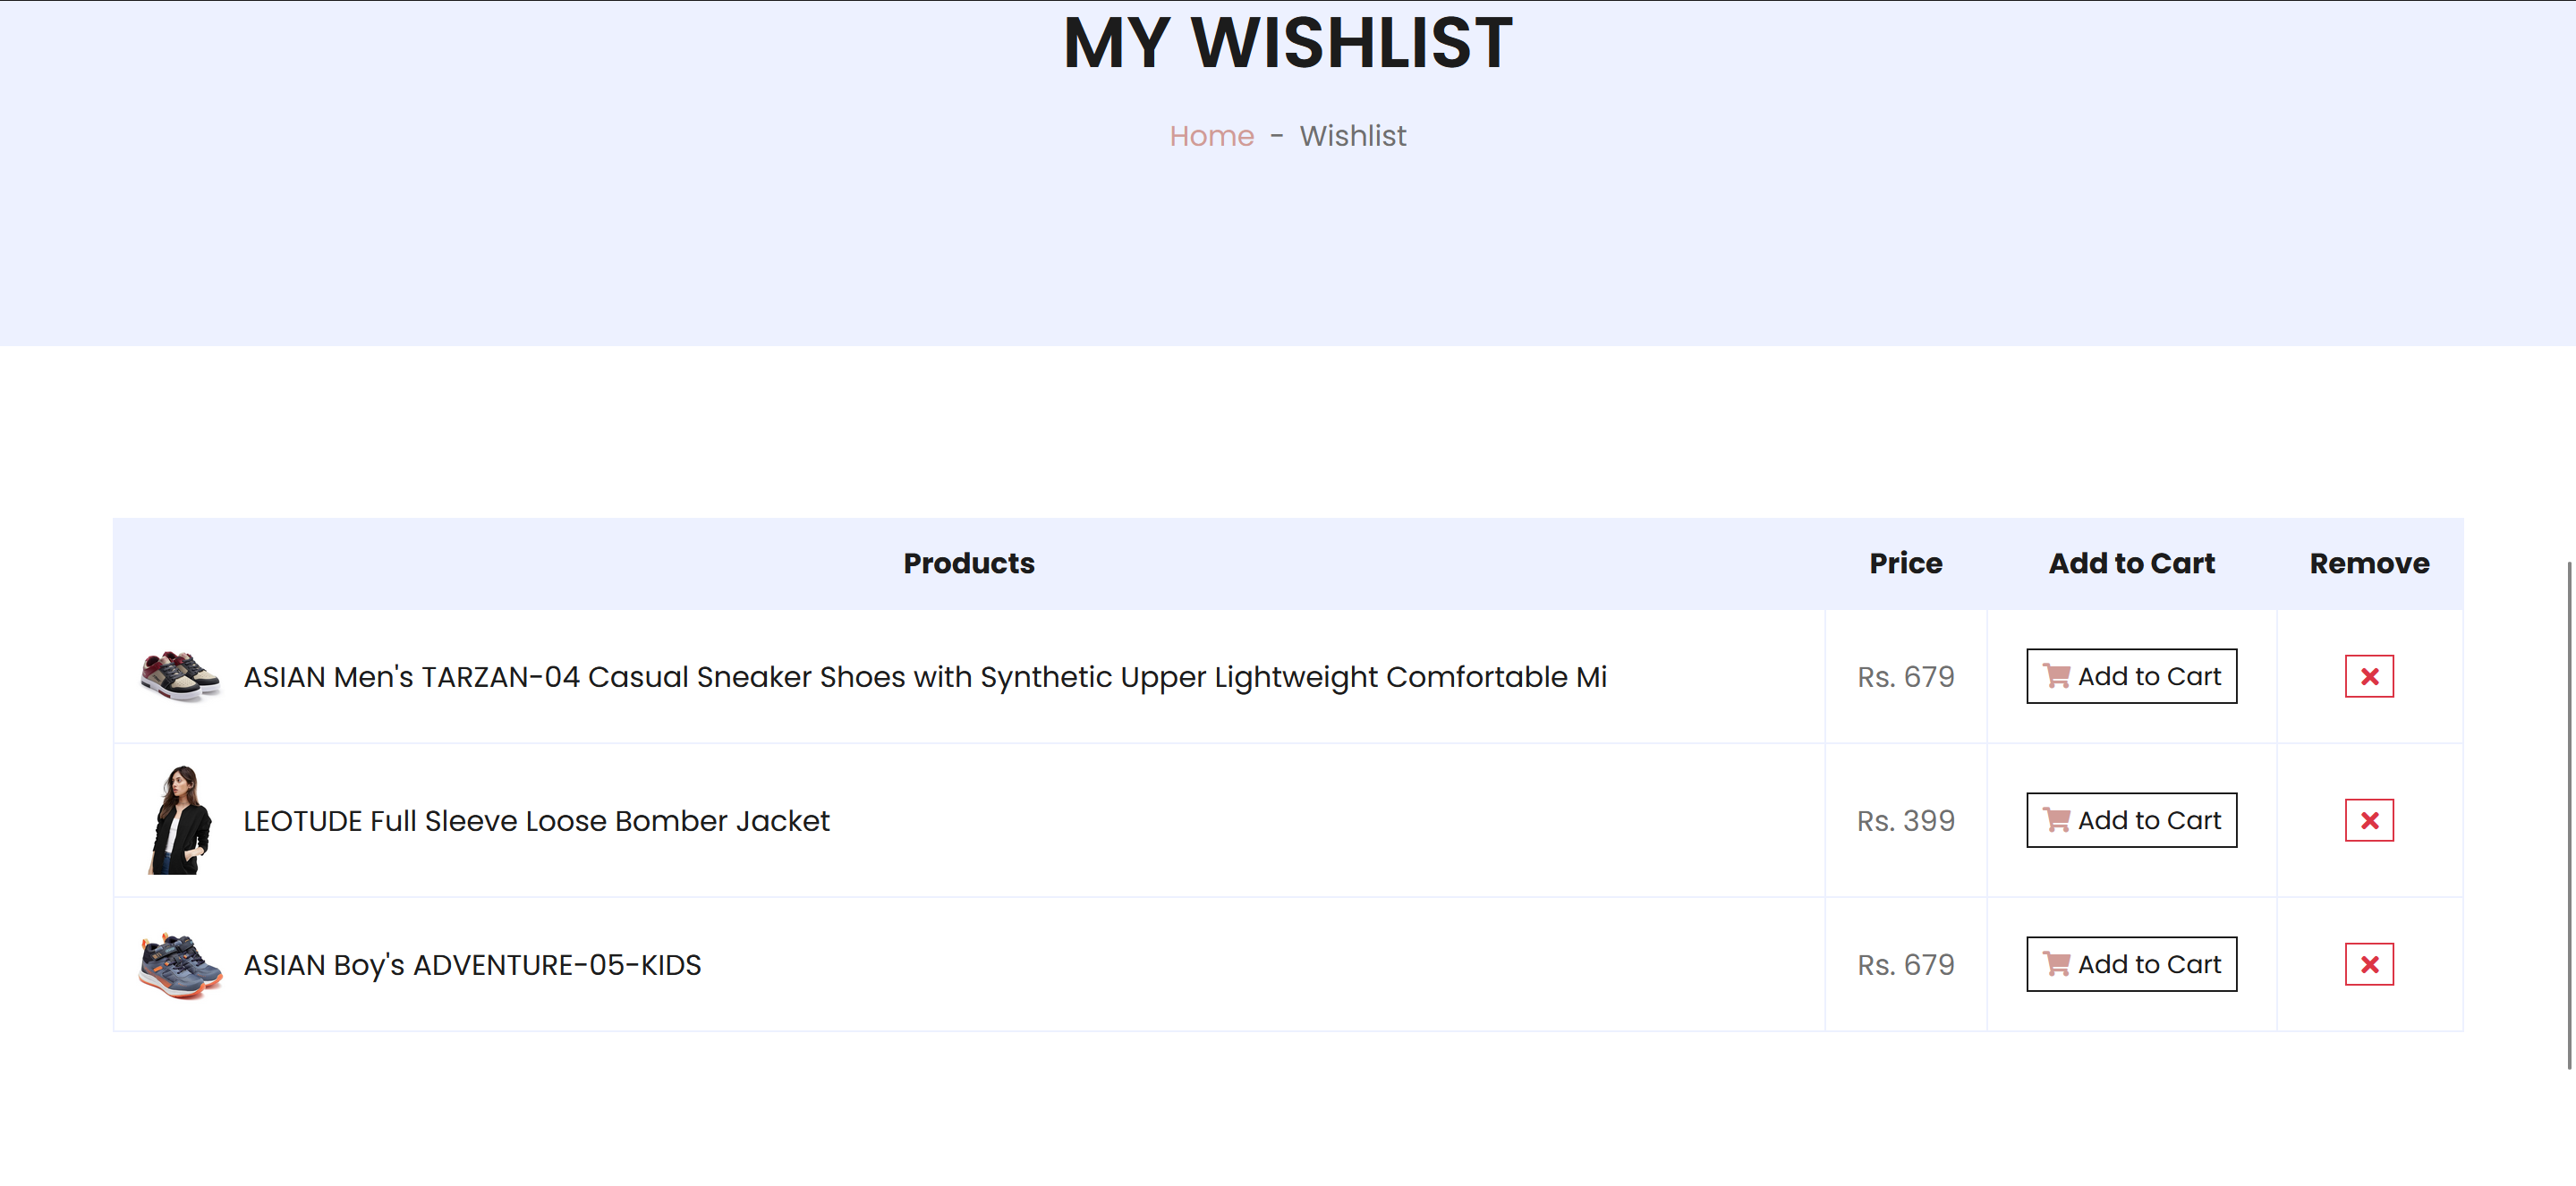 MY WISHLIST
Home - Wishlist
Products Price Add to Cart Remove
ASIAN Men's TARZAN-04 Casual Sneaker Shoes with Synthetic Upper Lightweight Comfortable Mi Rs. 679 Add to Cart
LEOTUDE Full Sleeve Loose Bomber Jacket Rs. 399 Add to Cart
ASIAN Boy's ADVENTURE-05-KIDS Rs. 679 Add to Cart